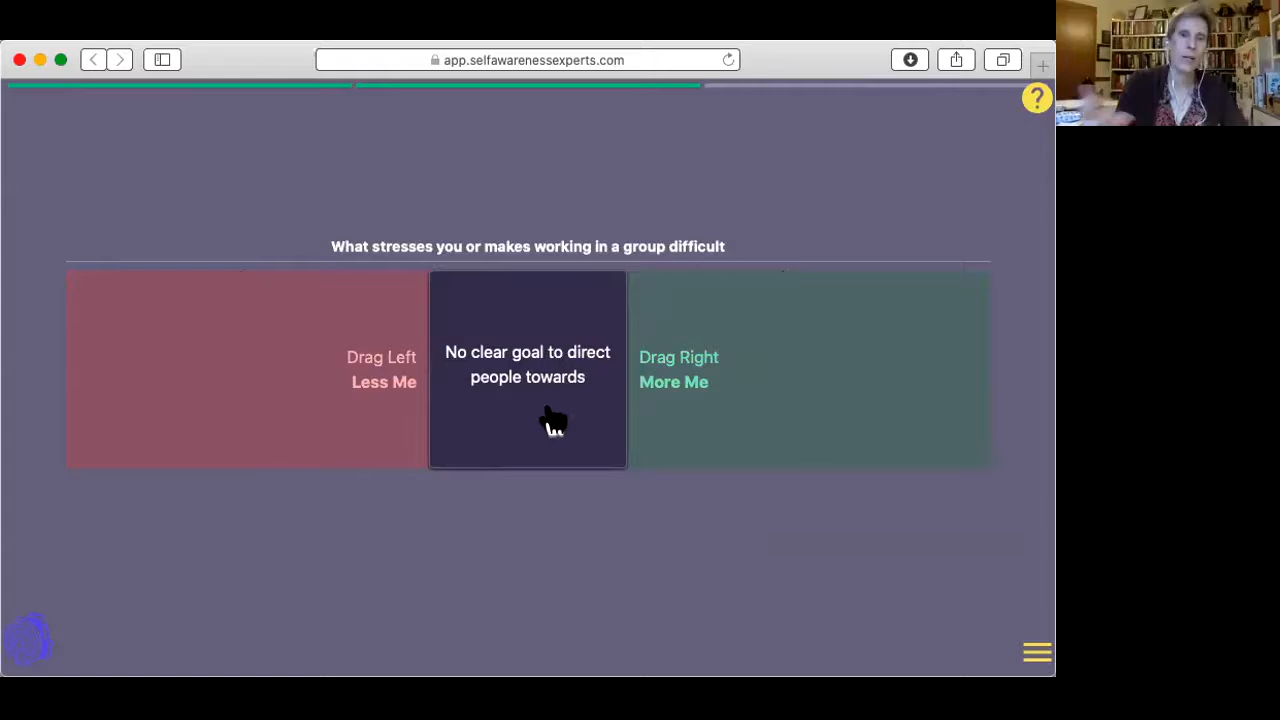 app.selfawarenessexperts.com
?
What stresses you or makes working in a group difficult
Drag Left
Less Me
No clear goal to direct
people towards
Drag Right
More Me